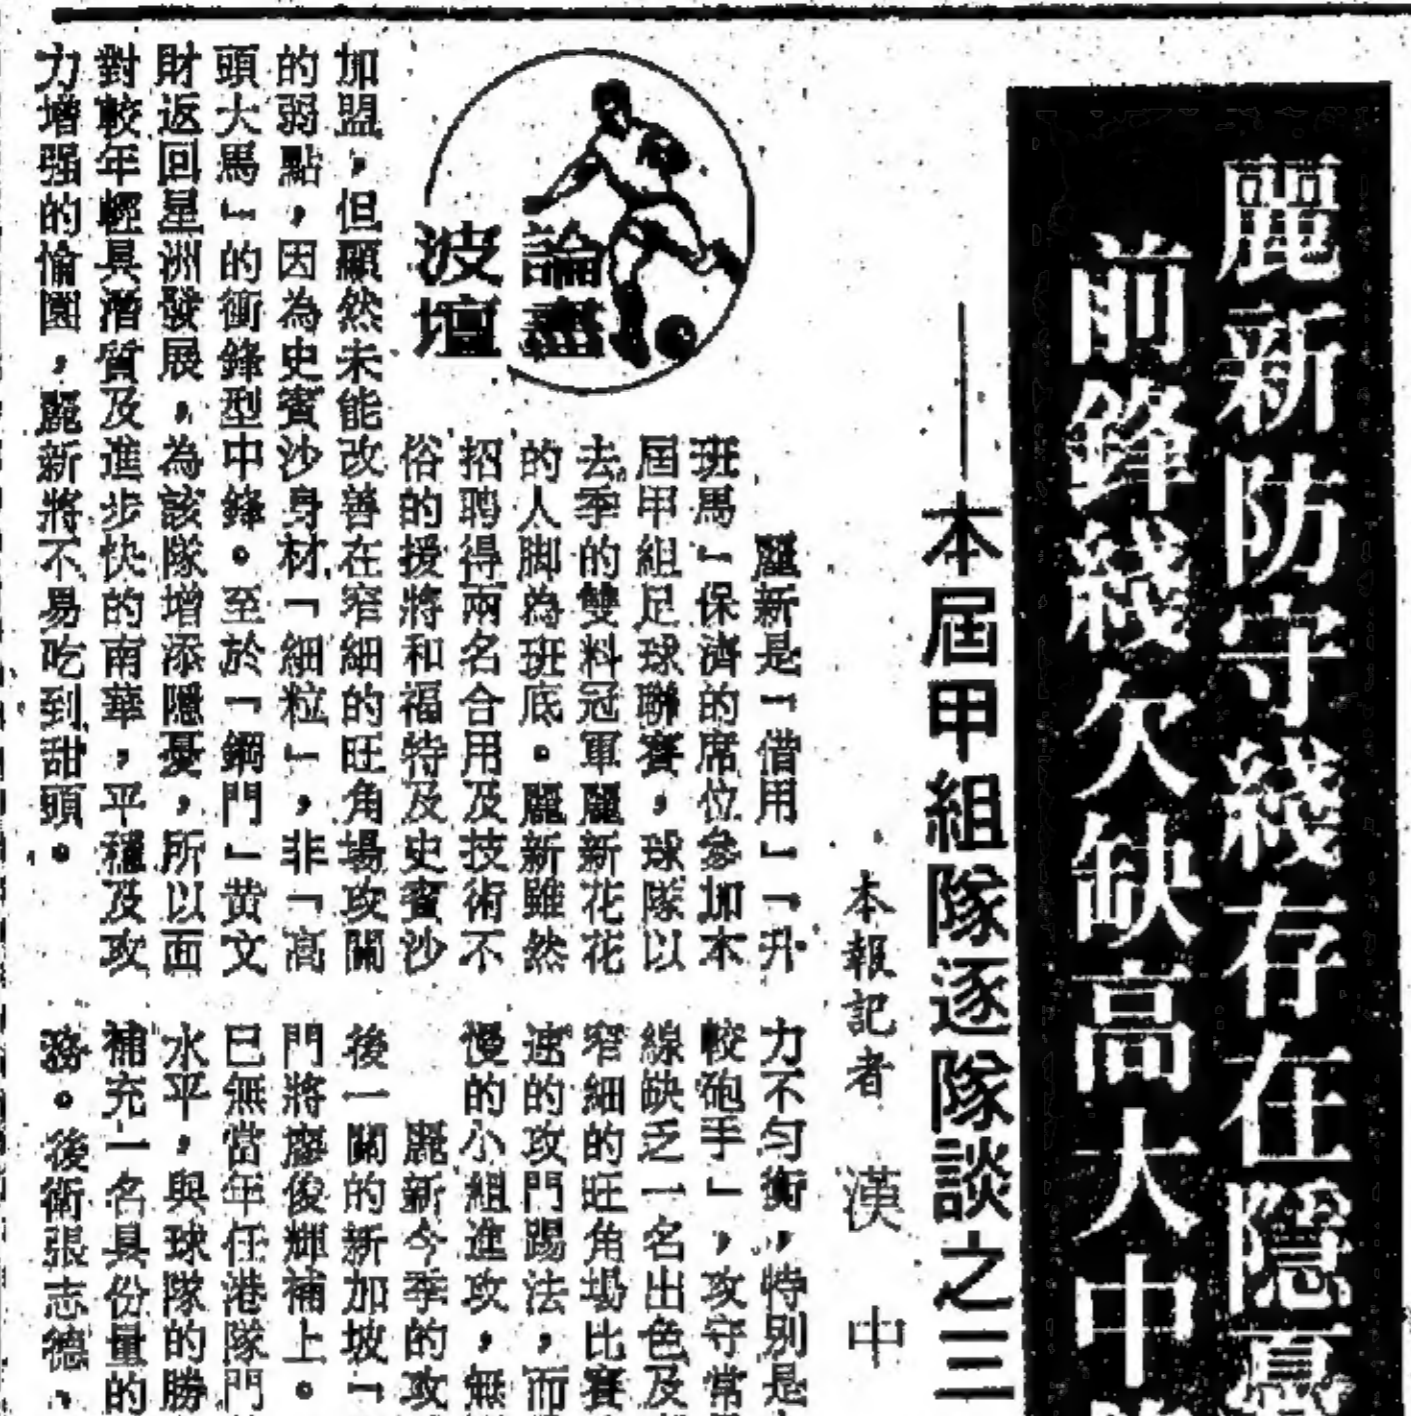 麗新防守綫存在隱憂
前鋒綫欠缺高大中
——本屆甲組隊逐隊談之三
本報記者 漢中
論盡
波壇
麗新是「借用」「升
班馬」保濟的席位參加本
屆甲組足球聯賽，球隊以
去季的雙料冠軍麗新花花
的人脚為班底。麗新雖然
招聘得兩名合用及技術不
俗的援將和福特及史賓沙
加盟，但顯然未能改善在窄細的旺角場攻關
的弱點，因為史賓沙身材「細粒」，非「高
頭大馬」的衝鋒型中鋒。至於「鋼門」黄文
財返回星洲發展，為該隊增添隱憂，所以面
對較年輕具潛質及進步快的南華，平穩及攻
力增强的愉園，麗新將不易吃到甜頭。
力不匀衡，特別是
較砲手」，攻守常
線缺乏一名出色及
窄細的旺角場比賽
速的攻門踢法，而
慢的小組進攻，無
麗新今季的攻
後一關的新加坡「
門將廖俊輝補上。
已無當年任港隊門
水平，與球隊的勝
補充一名具份量的
務。後衛張志德、